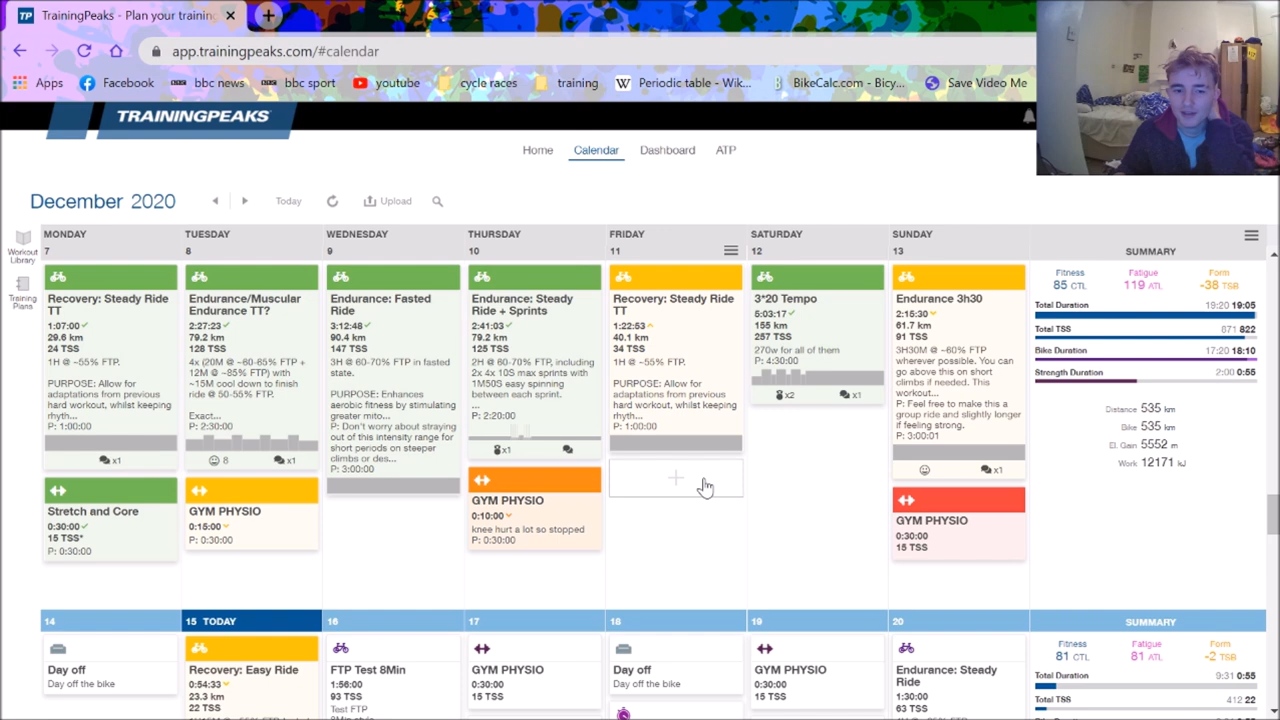 TrainingPeaks - Plan your training
app.trainingpeaks.com/#calendar
Apps Facebook bbc news bbc sport youtube cycle races training Periodic table - Wik... BikeCalc.com - Bicy... Save Video Me
TRAININGPEAKS
Home Calendar Dashboard ATP
December 2020 Today Upload
Workout Library
Training Plans
MONDAY TUESDAY WEDNESDAY THURSDAY FRIDAY SATURDAY SUNDAY
7 8 9 10 11 12 13 SUMMARY
Recovery: Steady Ride TT
1:07:00
29.6 km
24 TSS
1H @ ~55% FTP.
PURPOSE: Allow for
adaptations from previous
hard workout, whilst keeping
rhyth...
P: 1:00:00
x1
Stretch and Core
0:30:00
15 TSS*
P: 0:30:00
Endurance/Muscular
Endurance TT?
2:27:23
79.2 km
128 TSS
4x (20M @ ~60-65% FTP +
12M @ ~85% FTP) with
~15M cool down to finish
ride @ 50-55% FTP.
Exact...
P: 2:30:00
8 x1
GYM PHYSIO
0:15:00
P: 0:30:00
Endurance: Fasted
Ride
3:12:48
90.4 km
147 TSS
3H @ 60-70% FTP in fasted
state.
PURPOSE: Enhances
aerobic fitness by stimulating
greater mito...
P: Don't worry about straying
out of this intensity range for
short periods on steeper
climbs or des...
P: 3:00:00
Endurance: Steady
Ride + Sprints
2:41:03
79.2 km
125 TSS
2H @ 60-70% FTP, including
2x 4x 10S max sprints with
1M50S easy spinning
between each sprint.
...
P: 2:20:00
x1
GYM PHYSIO
0:10:00
knee hurt a lot so stopped
P: 0:30:00
Recovery: Steady Ride
TT
1:22:53
40.1 km
34 TSS
1H @ ~55% FTP.
PURPOSE: Allow for
adaptations from previous
hard workout, whilst keeping
rhyth...
P: 1:00:00
x1
3*20 Tempo
5:03:17
155 km
257 TSS
270w for all of them
P: 4:30:00
x2 x1
Endurance 3h30
2:15:30
61.7 km
91 TSS
3H30M @ ~60% FTP
wherever possible. You can
go above this on short
climbs if needed. This
workout...
P: Feel free to make this a
group ride and slightly longer
if feeling strong.
P: 3:00:01
x1
GYM PHYSIO
0:30:00
15 TSS
Fitness Fatigue Form
85 CTL 119 ATL -38 TSB
Total Duration 19:20 19:05
Total TSS 871 822
Bike Duration 17:20 18:10
Strength Duration 2:00 0:55
Distance 535 km
Bike 535 km
El. Gain 5552 m
Work 12171 kJ
14 15 TODAY 16 17 18 19 20 SUMMARY
Day off
Day off the bike
Recovery: Easy Ride
0:54:33
23.3 km
22 TSS
FTP Test 8Min
1:56:00
93 TSS
Test FTP
GYM PHYSIO
0:30:00
15 TSS
Day off
Day off the bike
GYM PHYSIO
0:30:00
15 TSS
Endurance: Steady
Ride
1:30:00
63 TSS
Fitness Fatigue Form
81 CTL 81 ATL -2 TSB
Total Duration 9:31 0:55
Total TSS 412 22